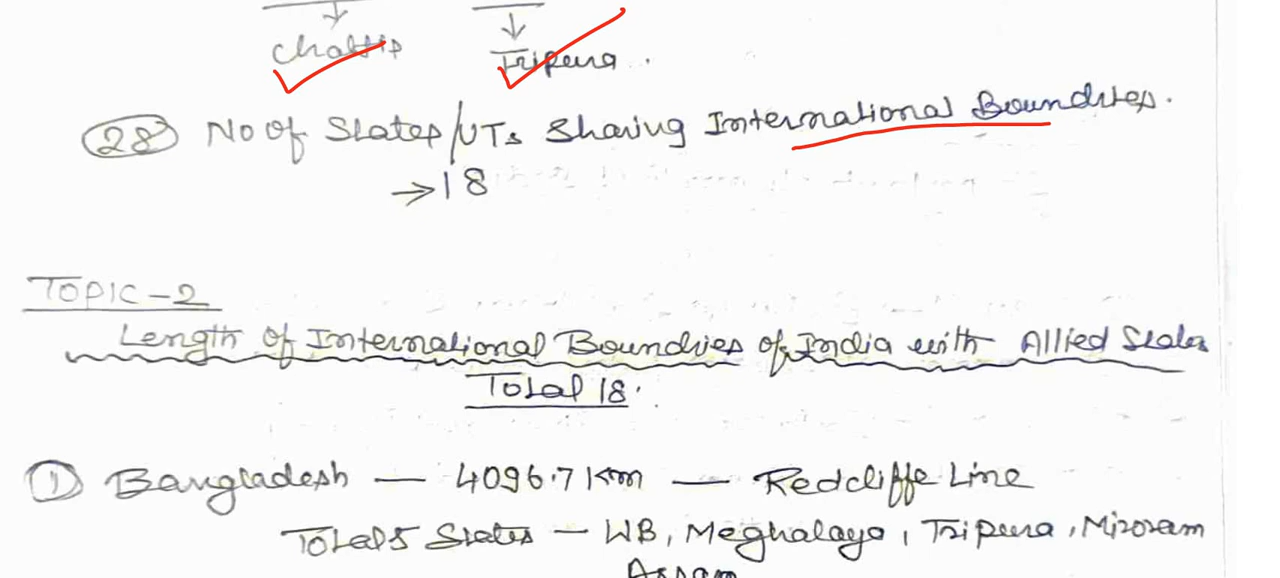 Tripura.
28 No of States/UTs Sharing International Boundries.
→ 18
TOPIC-2
Length of International Boundries of India with Allied States
Total 18.
① Bangladesh — 4096.7 Km — Redcliffe Line
Total 5 States — WB, Meghalaya, Tripura, Mizoram
Assam